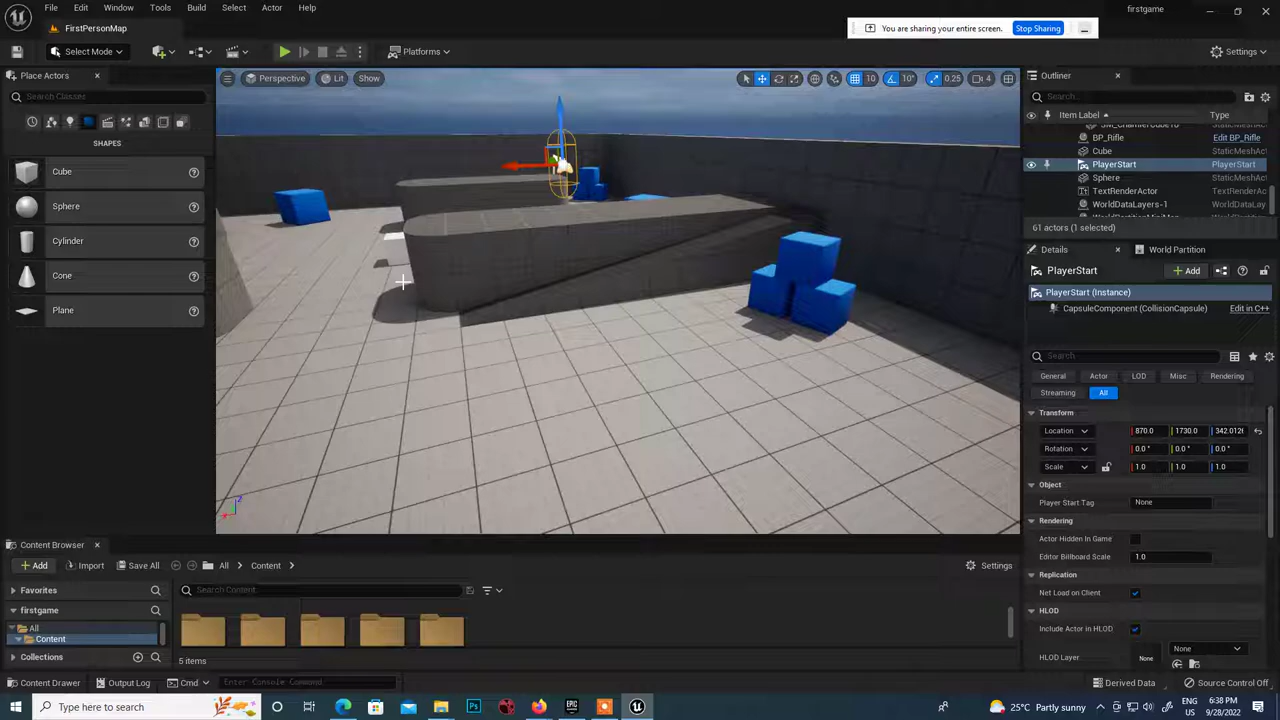 File Edit Window Tools Build Select Actor Help
firstgame
FirstPersonMap
You are sharing your entire screen. Stop Sharing
Select Mode
Platforms
Settings
Place Actors
Search Classes
SHAPES
Cube
Sphere
Cylinder
Cone
Plane
Perspective Lit Show
10 10° 0.25 4
Outliner
Search...
Item Label Type
BP_Rifle Edit BP_Rifle
Cube StaticMeshAc
PlayerStart PlayerStart
Sphere StaticMeshAc
TextRenderActor TextRenderAc
WorldDataLayers-1 WorldDataLay
61 actors (1 selected)
Details World Partition
PlayerStart Add
PlayerStart (Instance)
CapsuleComponent (CollisionCapsule) Edit in C++
Search
General Actor LOD Misc Rendering
Streaming All
Transform
Location 870.0 1730.0 342.012
Rotation 0.0° 0.0° 0.0°
Scale 1.0 1.0 1.0
Object
Player Start Tag None
Rendering
Actor Hidden In Game
Editor Billboard Scale 1.0
Replication
Net Load on Client
HLOD
Include Actor in HLOD
HLOD Layer None None
Content Browser
Add Import Save All All Content Settings
Favorites
Search Content
firstgame
All
Content
Collections
5 items
Content Drawer Output Log Cmd Enter Console Command
Derived Data Source Control Off
Type here to search
Ps
EPIC
25°C Partly sunny
ENG
US
6:38 PM
9/28/2022